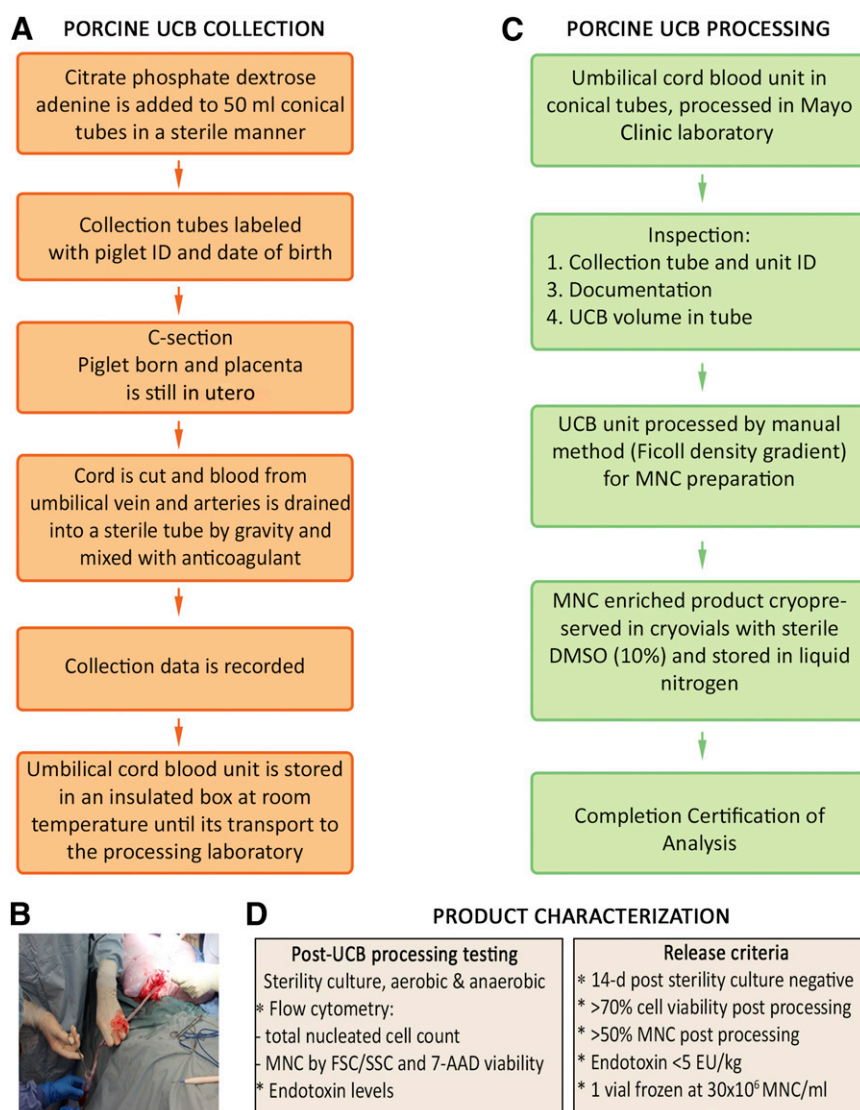 A
PORCINE UCB COLLECTION
Citrate phosphate dextrose
adenine is added to 50 ml conical
tubes in a sterile manner
Collection tubes labeled
with piglet ID and date of birth
C-section
Piglet born and placenta
is still in utero
Cord is cut and blood from
umbilical vein and arteries is drained
into a sterile tube by gravity and
mixed with anticoagulant
Collection data is recorded
Umbilical cord blood unit is stored
in an insulated box at room
temperature until its transport to
the processing laboratory
C
PORCINE UCB PROCESSING
Umbilical cord blood unit in
conical tubes, processed in Mayo
Clinic laboratory
Inspection:
1. Collection tube and unit ID
3. Documentation
4. UCB volume in tube
UCB unit processed by manual
method (Ficoll density gradient)
for MNC preparation
MNC enriched product cryopre-
served in cryovials with sterile
DMSO (10%) and stored in liquid
nitrogen
Completion Certification of
Analysis
B
D
PRODUCT CHARACTERIZATION
Post-UCB processing testing
Sterility culture, aerobic & anaerobic
* Flow cytometry:
- total nucleated cell count
- MNC by FSC/SSC and 7-AAD viability
* Endotoxin levels
Release criteria
* 14-d post sterility culture negative
* >70% cell viability post processing
* >50% MNC post processing
* Endotoxin <5 EU/kg
* 1 vial frozen at 30x10⁶ MNC/ml